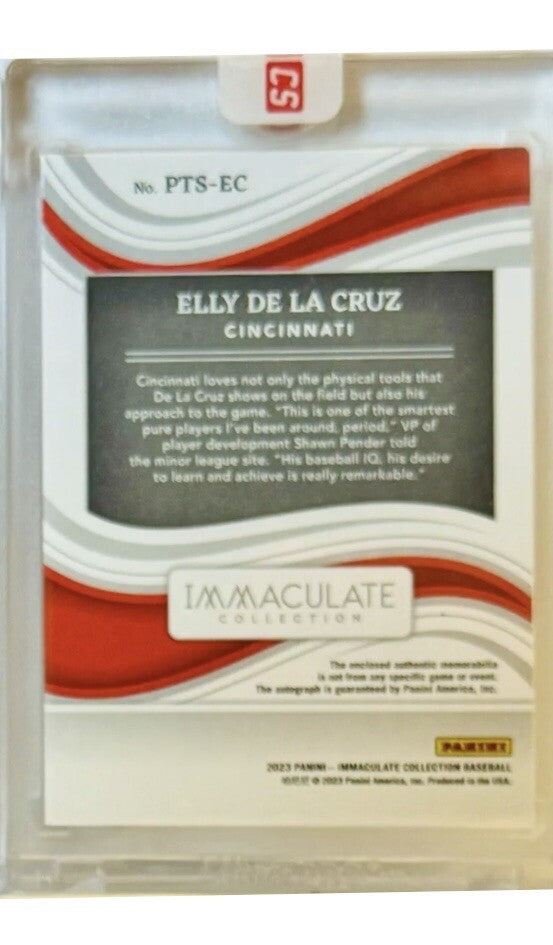 CS
No. PTS-EC
ELLY DE LA CRUZ
CINCINNATI
Cincinnati loves not only the physical tools that
De La Cruz shows on the field but also his
approach to the game. "This is one of the smartest
pure players I've been around, period," VP of
player development Shawn Pender told
the minor league site. "His baseball IQ, his desire
to learn and achieve is really remarkable."
IMMACULATE
COLLECTION
The enclosed authentic memorabilia
is not from any specific game or event.
The autograph is guaranteed by Panini America, Inc.
PANINI
2023 PANINI – IMMACULATE COLLECTION BASEBALL
© 2023 Panini America, Inc. Produced in the USA.